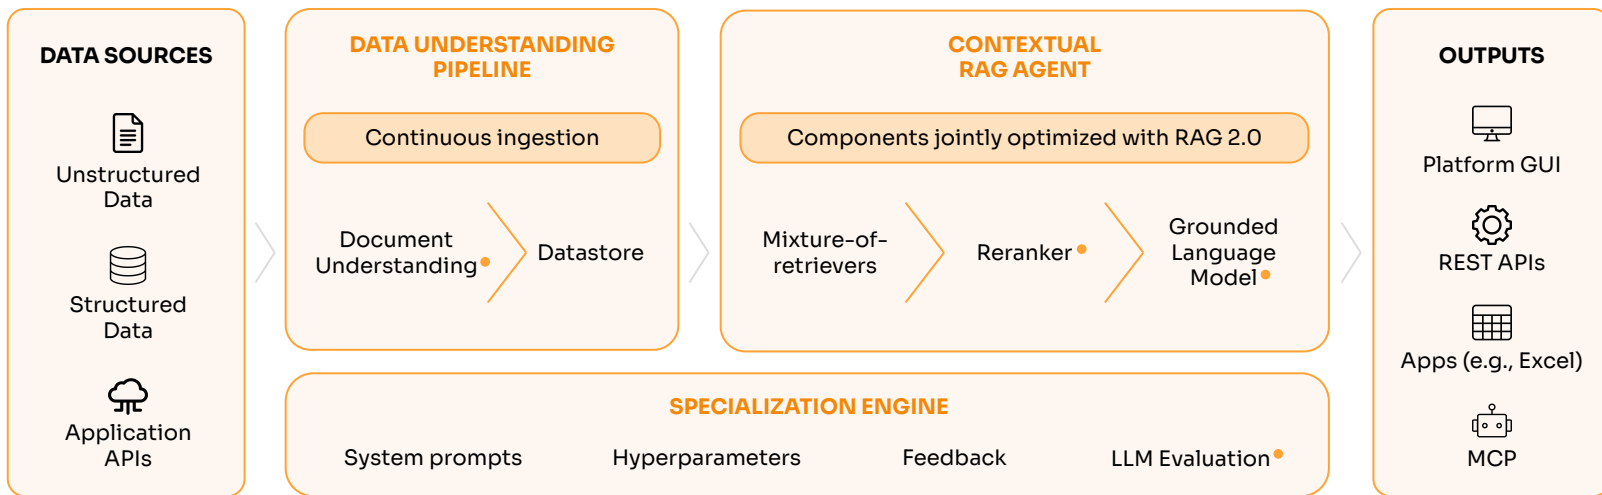 DATA SOURCES
Unstructured
Data
Structured
Data
Application
APIs
DATA UNDERSTANDING
PIPELINE
Continuous ingestion
Document
Understanding
Datastore
CONTEXTUAL
RAG AGENT
Components jointly optimized with RAG 2.0
Mixture-of-
retrievers
Reranker
Grounded
Language
Model
SPECIALIZATION ENGINE
System prompts
Hyperparameters
Feedback
LLM Evaluation
OUTPUTS
Platform GUI
REST APIs
Apps (e.g., Excel)
MCP